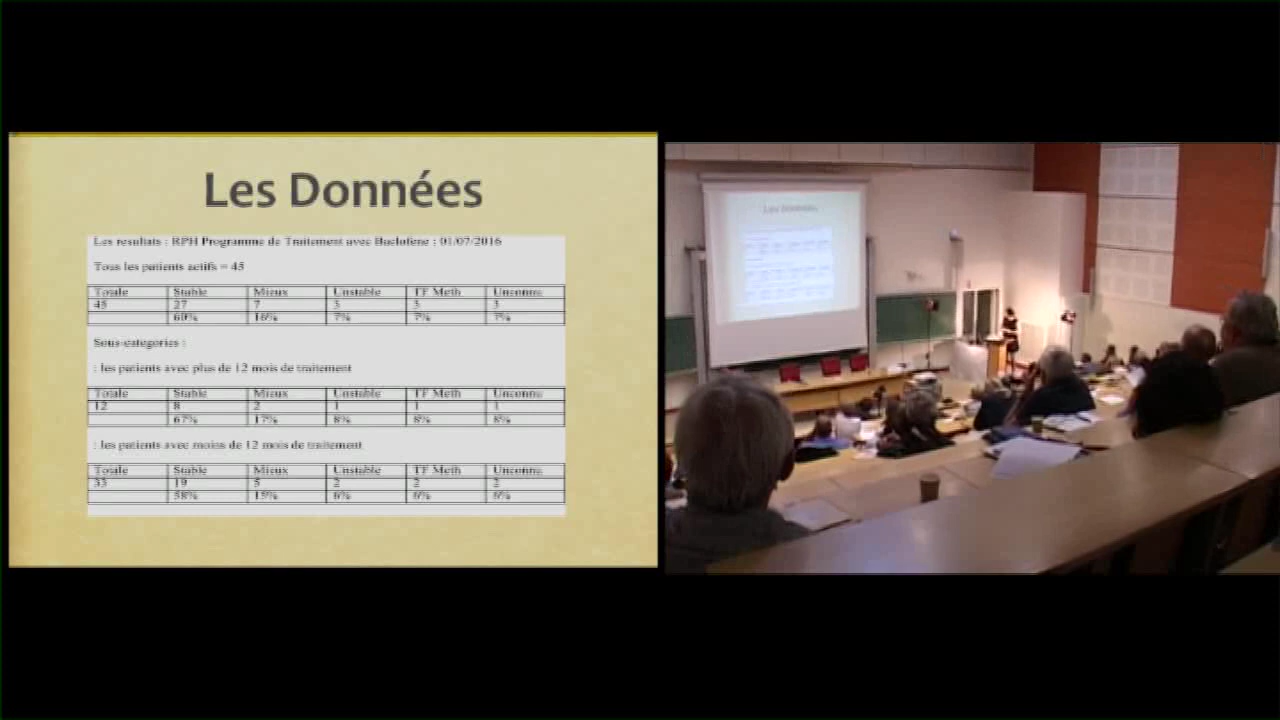 Les Données
Les resultats : RPH Programme de Traitement avec Baclofene : 01/07/2016
Tous les patients actifs = 45
Totale Stable Mieux Unstable TF Meth Unconnu
45 27 7 3 3 3
60% 16% 7% 7% 7%
Sous-categories :
: les patients avec plus de 12 mois de traitement
Totale Stable Mieux Unstable TF Meth Unconnu
12 8 2 1 1 1
67% 17% 8% 8% 8%
: les patients avec moins de 12 mois de traitement
Totale Stable Mieux Unstable TF Meth Unconnu
33 19 5 2 2 2
58% 15% 6% 6% 6%
Les Données